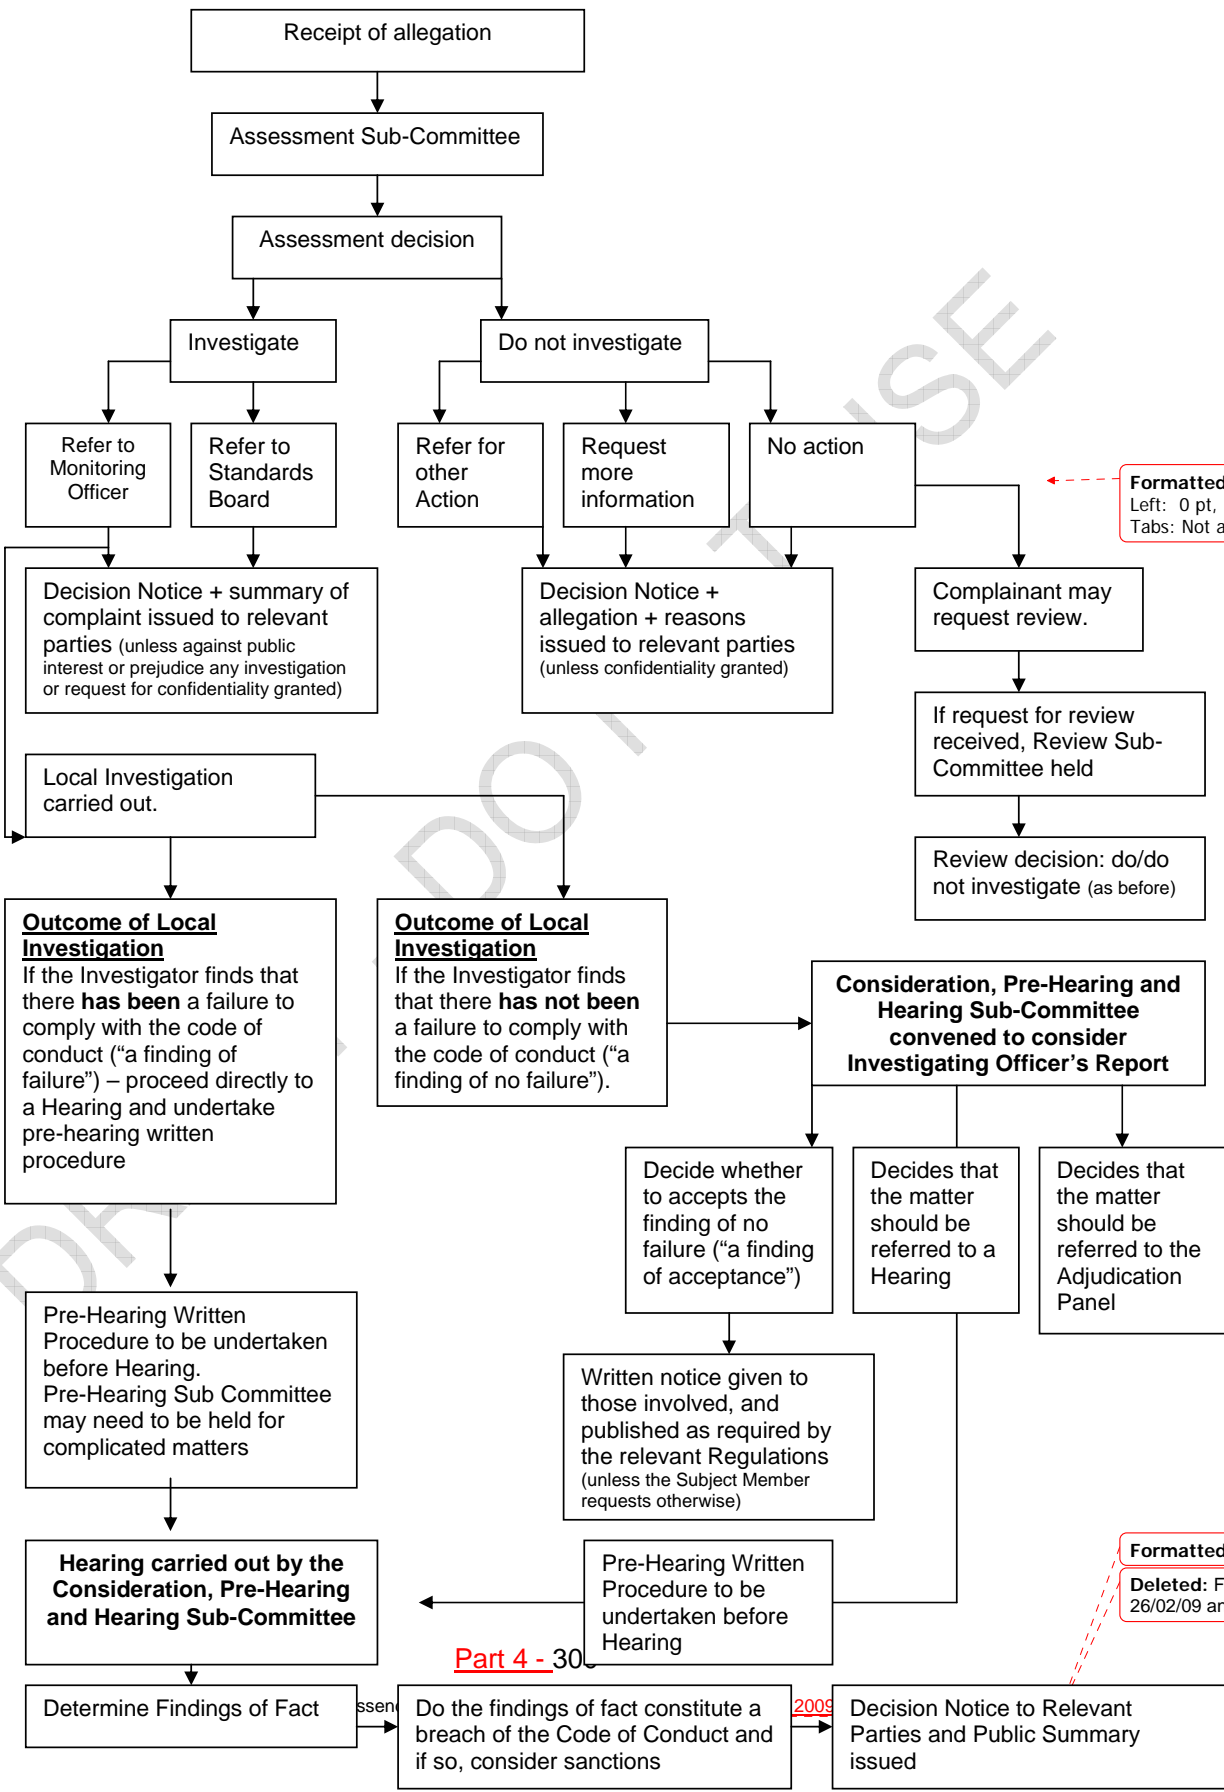 Receipt of allegation
Assessment Sub-Committee
Assessment decision
Investigate
Do not investigate
Refer to
Monitoring
Officer
Refer to
Standards
Board
Refer for
other
Action
Request
more
information
No action
Formatted
Left: 0 pt,
Tabs: Not a
Decision Notice + summary of
complaint issued to relevant
parties (unless against public
interest or prejudice any investigation
or request for confidentiality granted)
Decision Notice +
allegation + reasons
issued to relevant parties
(unless confidentiality granted)
Complainant may
request review.
If request for review
received, Review Sub-
Committee held
Review decision: do/do
not investigate (as before)
Local Investigation
carried out.
Outcome of Local
Investigation
If the Investigator finds that
there has been a failure to
comply with the code of
conduct (“a finding of
failure”) – proceed directly to
a Hearing and undertake
pre-hearing written
procedure
Outcome of Local
Investigation
If the Investigator finds
that there has not been
a failure to comply with
the code of conduct (“a
finding of no failure”).
Consideration, Pre-Hearing and
Hearing Sub-Committee
convened to consider
Investigating Officer’s Report
Decide whether
to accepts the
finding of no
failure (“a finding
of acceptance”)
Decides that
the matter
should be
referred to a
Hearing
Decides that
the matter
should be
referred to the
Adjudication
Panel
Pre-Hearing Written
Procedure to be undertaken
before Hearing.
Pre-Hearing Sub Committee
may need to be held for
complicated matters
Written notice given to
those involved, and
published as required by
the relevant Regulations
(unless the Subject Member
requests otherwise)
Hearing carried out by the
Consideration, Pre-Hearing
and Hearing Sub-Committee
Pre-Hearing Written
Procedure to be
undertaken before
Hearing
Formatted
Deleted: F
26/02/09 an
Part 4 - 30
Determine Findings of Fact
Do the findings of fact constitute a
breach of the Code of Conduct and
if so, consider sanctions
2009
Decision Notice to Relevant
Parties and Public Summary
issued